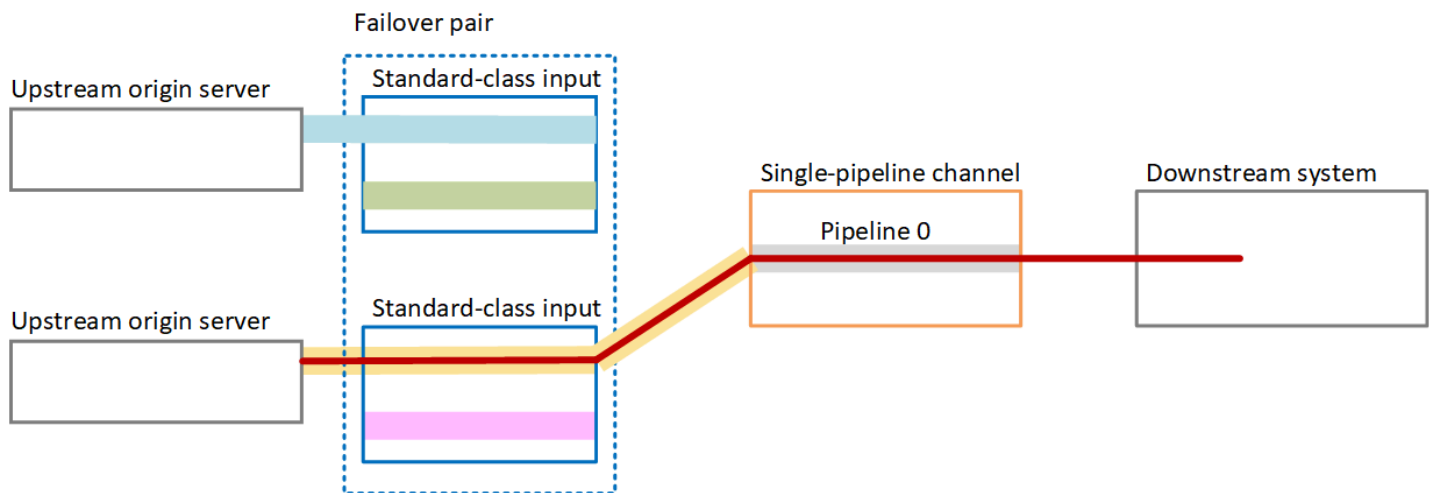 Failover pair
Standard-class input
Upstream origin server
Single-pipeline channel
Downstream system
Pipeline 0
Standard-class input
Upstream origin server